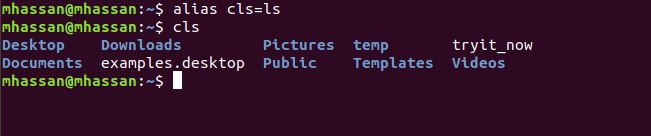 mhassan@mhassan:~$ alias cls=ls
mhassan@mhassan:~$ cls
Desktop Downloads Pictures temp tryit_now
Documents examples.desktop Public Templates Videos
mhassan@mhassan:~$